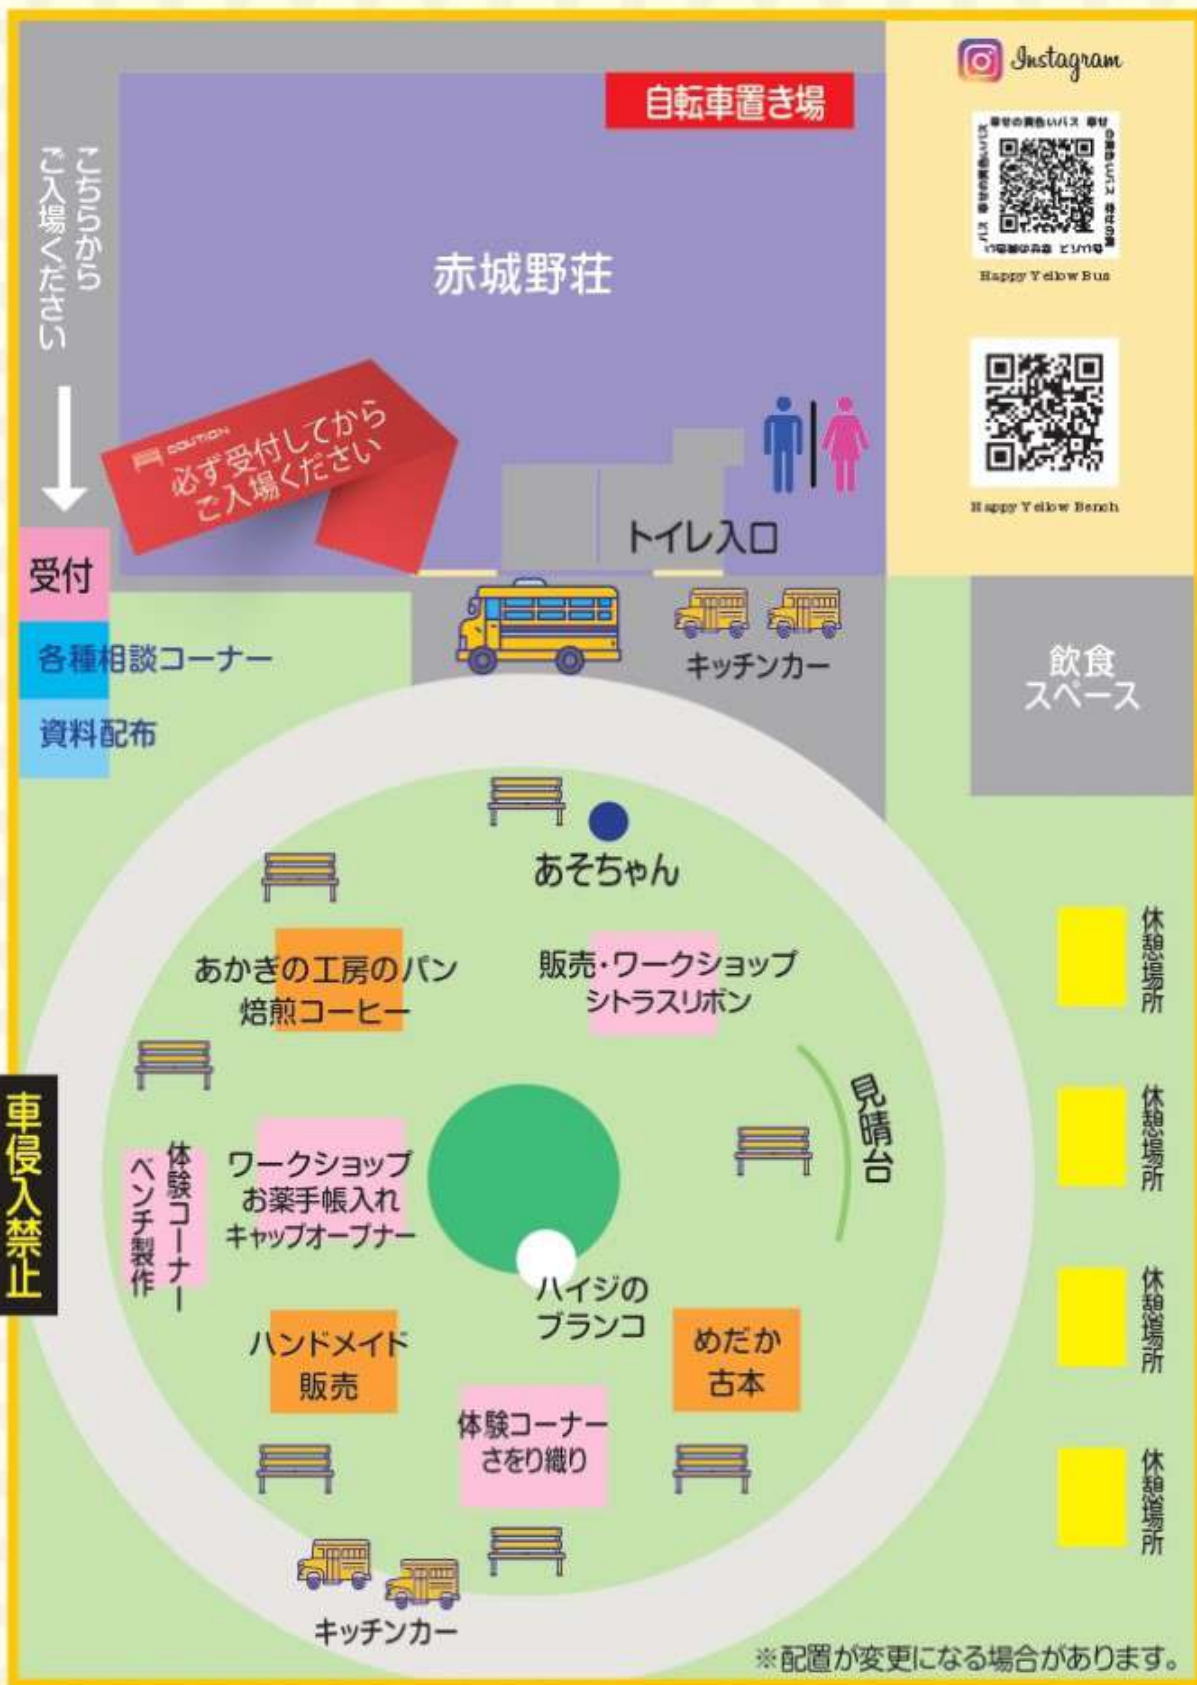 Instagram
自転車置き場
幸せの黄色いバス 幸せ
Happy Yellow Bus
こちらから
ご入場ください
赤城野荘
CAUTION
必ず受付してから
ご入場ください
Happy Yellow Bench
トイレ入口
受付
各種相談コーナー
キッチンカー
飲食
スペース
資料配布
あそちゃん
あかぎの工房のパン
焙煎コーヒー
販売・ワークショップ
シトラスリボン
休憩場所
見晴台
車侵入禁止
体験コーナー
ベンチ製作
ワークショップ
お薬手帳入れ
キャップオープナー
休憩場所
ハイジの
ブランコ
ハンドメイド
販売
めだか
古本
休憩場所
体験コーナー
さをり織り
休憩場所
キッチンカー
※配置が変更になる場合があります。